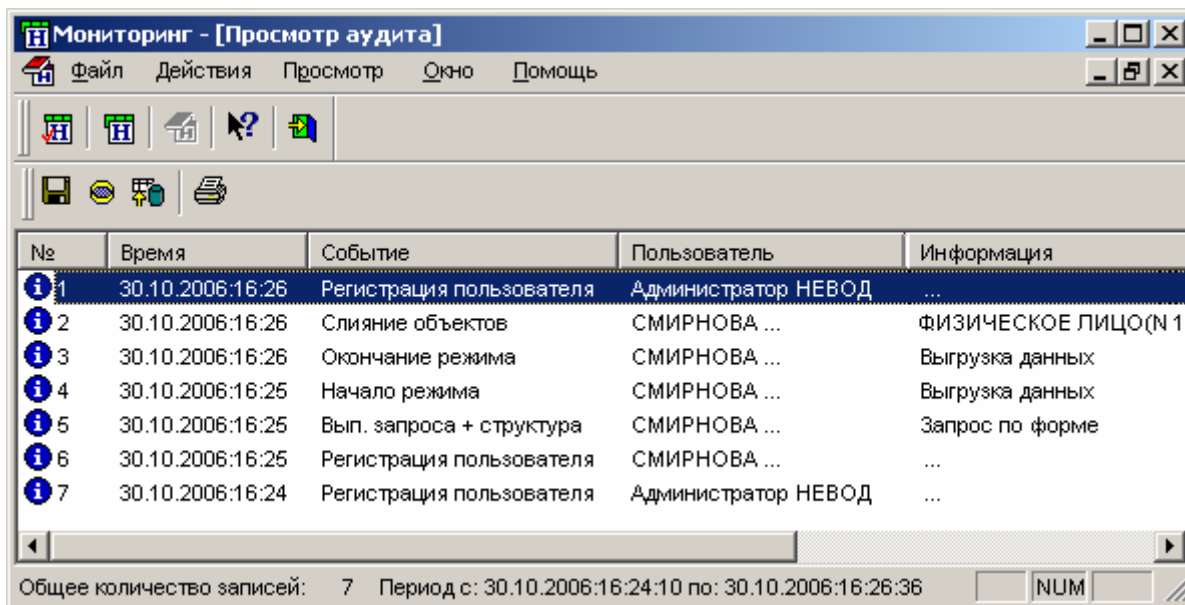 Мониторинг - [Просмотр аудита]
Файл Действия Просмотр Окно Помощь
№ Время Событие Пользователь Информация
1 30.10.2006:16:26 Регистрация пользователя Администратор НЕВОД ...
2 30.10.2006:16:26 Слияние объектов СМИРНОВА ... ФИЗИЧЕСКОЕ ЛИЦО(N 1
3 30.10.2006:16:26 Окончание режима СМИРНОВА ... Выгрузка данных
4 30.10.2006:16:25 Начало режима СМИРНОВА ... Выгрузка данных
5 30.10.2006:16:25 Вып. запроса + структура СМИРНОВА ... Запрос по форме
6 30.10.2006:16:25 Регистрация пользователя СМИРНОВА ... ...
7 30.10.2006:16:24 Регистрация пользователя Администратор НЕВОД ...
Общее количество записей: 7 Период с: 30.10.2006:16:24:10 по: 30.10.2006:16:26:36 NUM